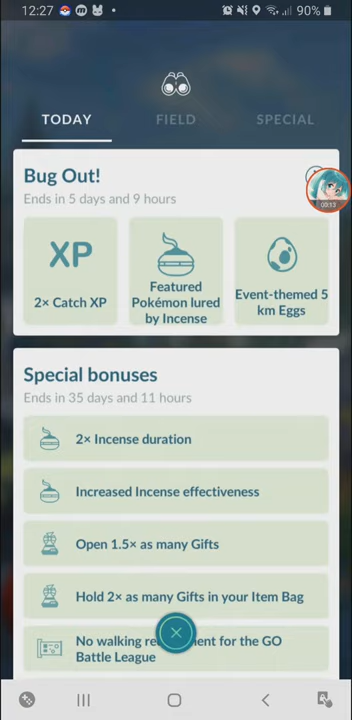 12:27
90%
TODAY
FIELD
SPECIAL
Bug Out!
Ends in 5 days and 9 hours
XP
2× Catch XP
Featured
Pokémon lured
by Incense
Event-themed 5
km Eggs
00:13
Special bonuses
Ends in 35 days and 11 hours
2× Incense duration
Increased Incense effectiveness
Open 1.5× as many Gifts
Hold 2× as many Gifts in your Item Bag
No walking re ent for the GO
Battle League